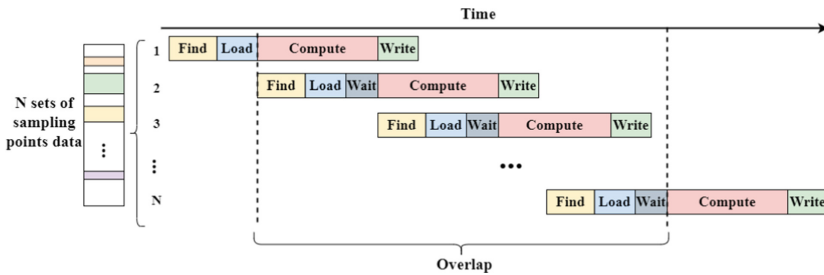 Time
1
Find Load Compute Write
2
Find Load Wait Compute Write
N sets of
sampling
points data
3
Find Load Wait Compute Write
N
Find Load Wait Compute Write
Overlap